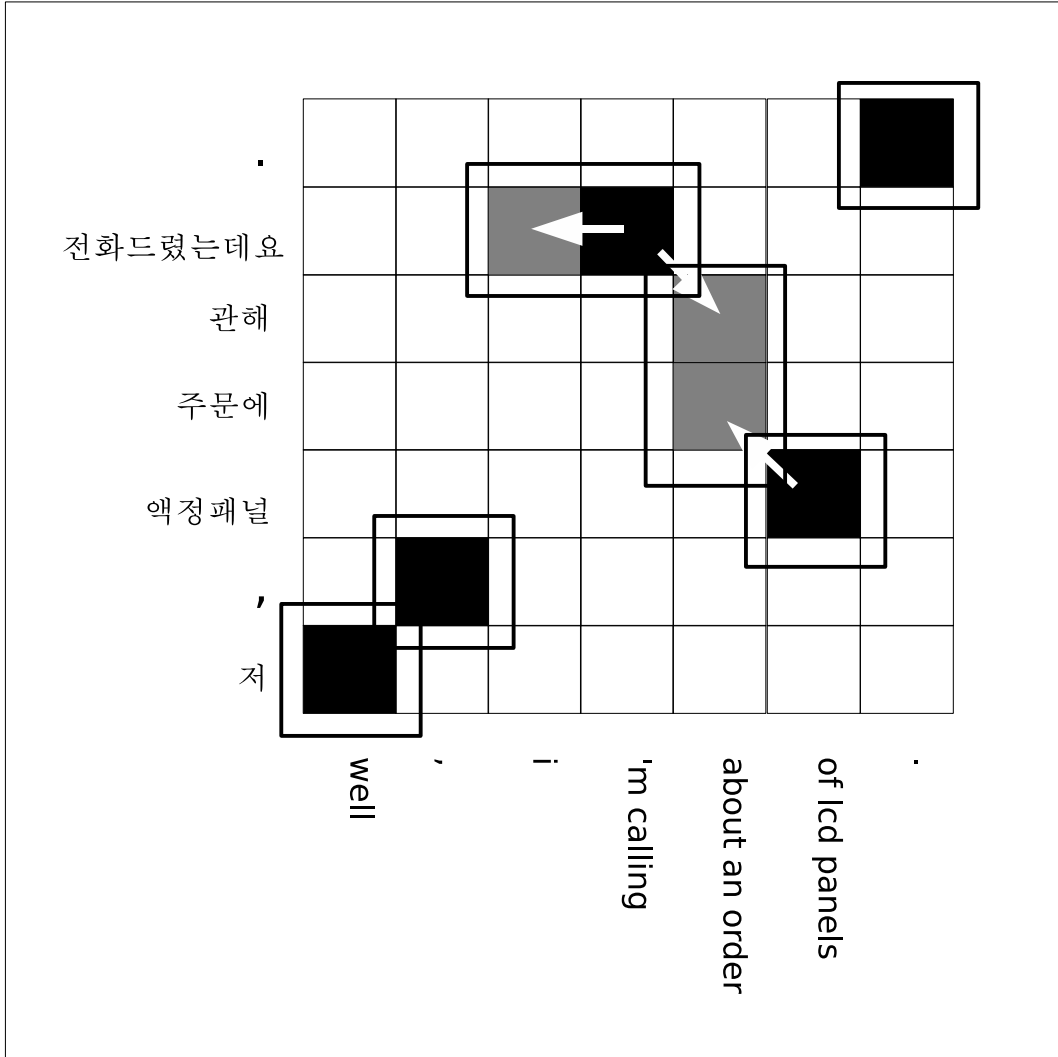 .
전화드렸는데요
관해
주문에
액정패널
,
저
well
,
i
'm calling
about an order
of lcd panels
.